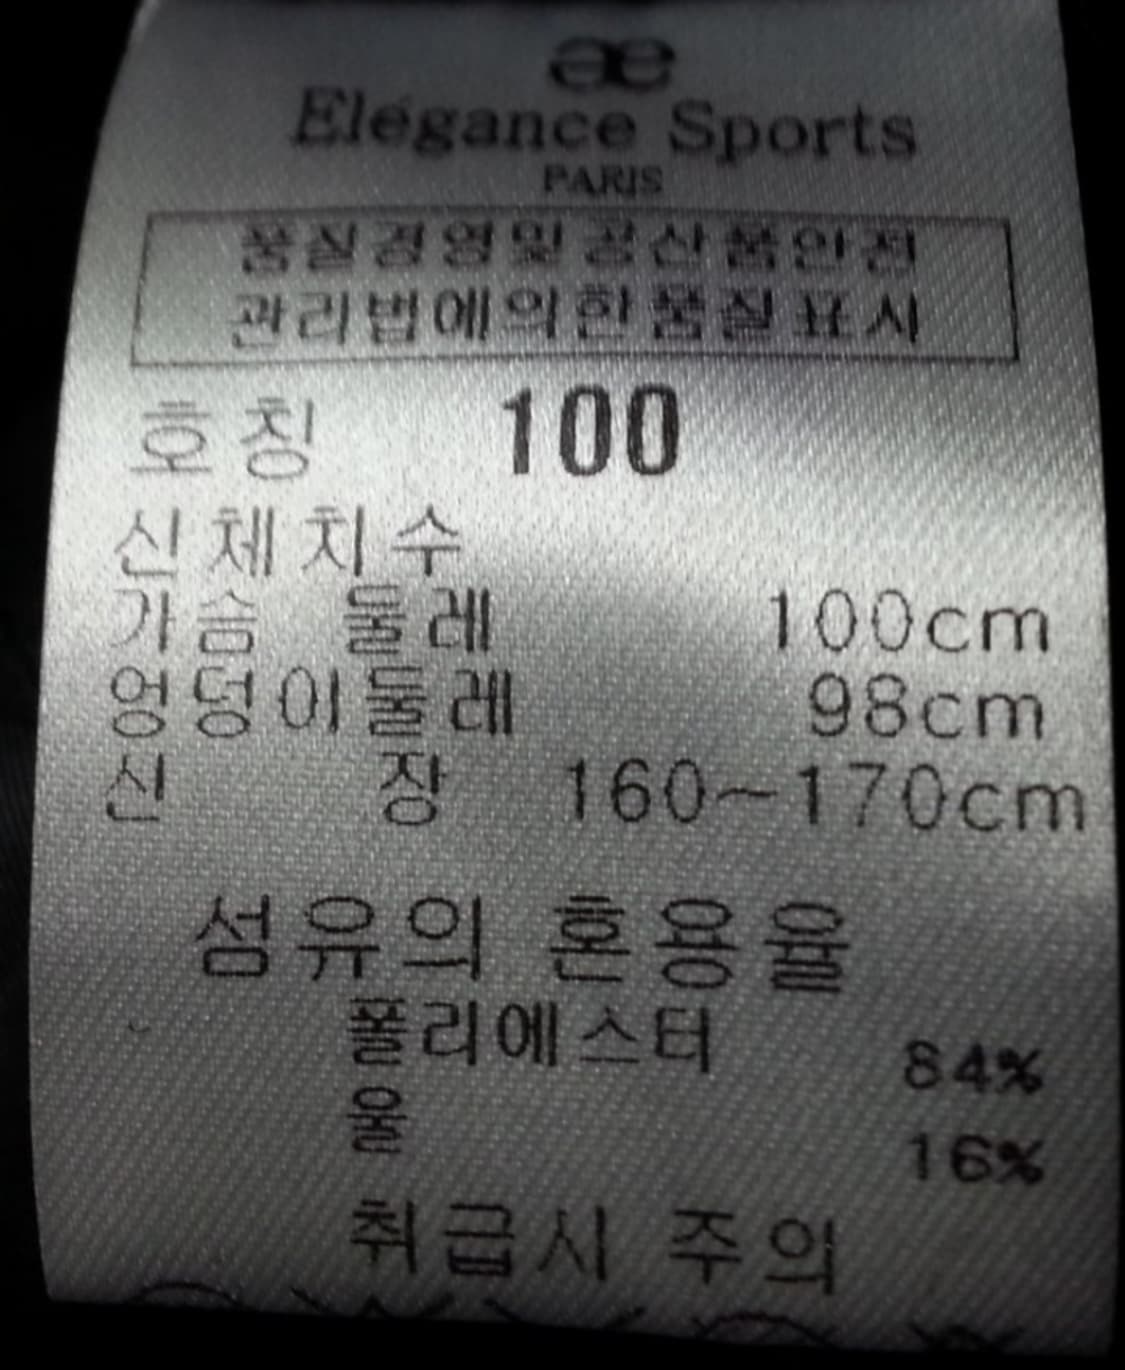 æ
Elégance Sports
PARIS
품질경영및공산품안전
관리법에의한품질표시
호칭 100
신체치수
가슴 둘레 100cm
엉덩이둘레 98cm
신 장 160~170cm
섬유의 혼용율
폴리에스터 84%
울 16%
취급시 주의